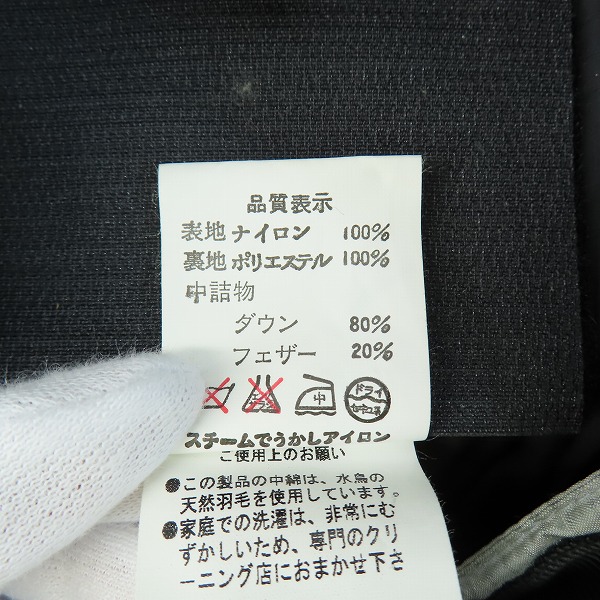 品質表示
表地 ナイロン 100%
裏地 ポリエステル 100%
中詰物
ダウン 80%
フェザー 20%
エンソ サラシ 中 ドライ セキユ系
スチームでうかしアイロン
ご使用上のお願い
●この製品の中綿は、水鳥の
天然羽毛を使用しています。
●家庭での洗濯は、非常にむ
ずかしいため、専門のクリ
ーニング店におまかせ下さ